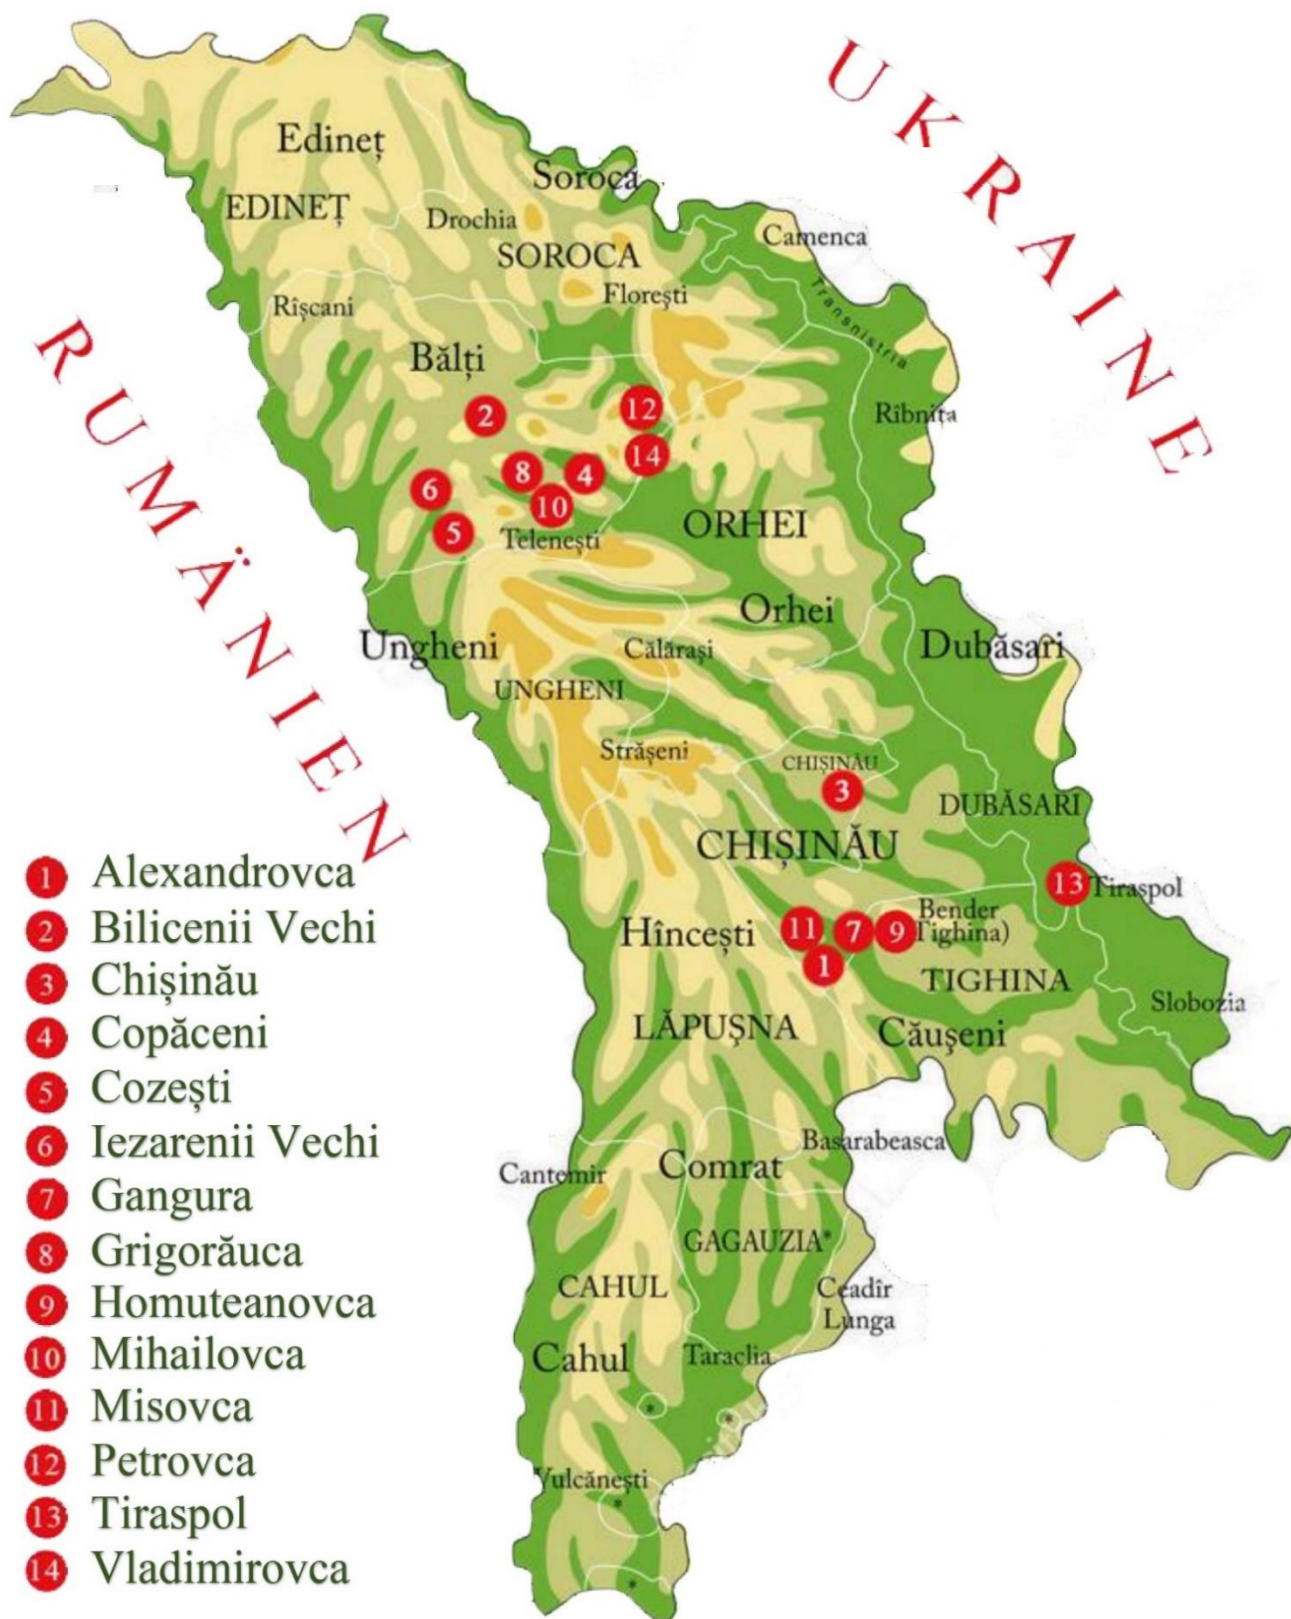 UKRAINE
RUMÄNIEN
Edineț
EDINEȚ
Soroca
Drochia
SOROCA
Camenca
Transnistria
Florești
Rîșcani
Bălți
Rîbnița
2
12
14
8
4
6
10
5
Telenești
ORHEI
Orhei
Ungheni
Călărași
Dubăsari
UNGHENI
Strășeni
CHIȘINĂU
3
DUBĂSARI
CHIȘINĂU
13
Tiraspol
Hîncești
11
7
9
Bender
Tighina)
1
TIGHINA
Slobozia
LĂPUȘNA
Căușeni
Basarabeasca
Cantemir
Comrat
GAGAUZIA*
CAHUL
Ceadîr
Lunga
Cahul
Taraclia
*
*
Vulcănești
*
*
1 Alexandrovca
2 Bilicenii Vechi
3 Chișinău
4 Copăceni
5 Cozești
6 Iezarenii Vechi
7 Gangura
8 Grigorăuca
9 Homuteanovca
10 Mihailovca
11 Misovca
12 Petrovca
13 Tiraspol
14 Vladimirovca